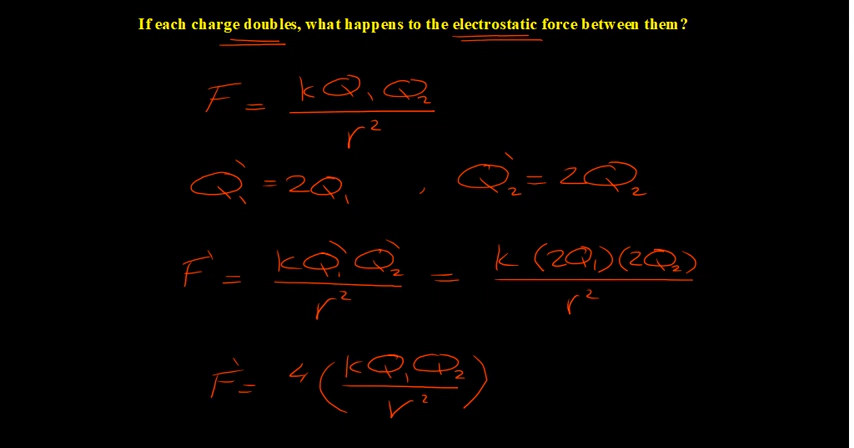 If each charge doubles, what happens to the electrostatic force between them?
F = kQ₁Q₂ / r²
Q₁' = 2Q₁ , Q₂' = 2Q₂
F' = kQ₁'Q₂' / r² = k(2Q₁)(2Q₂) / r²
F' = 4(kQ₁Q₂ / r²)